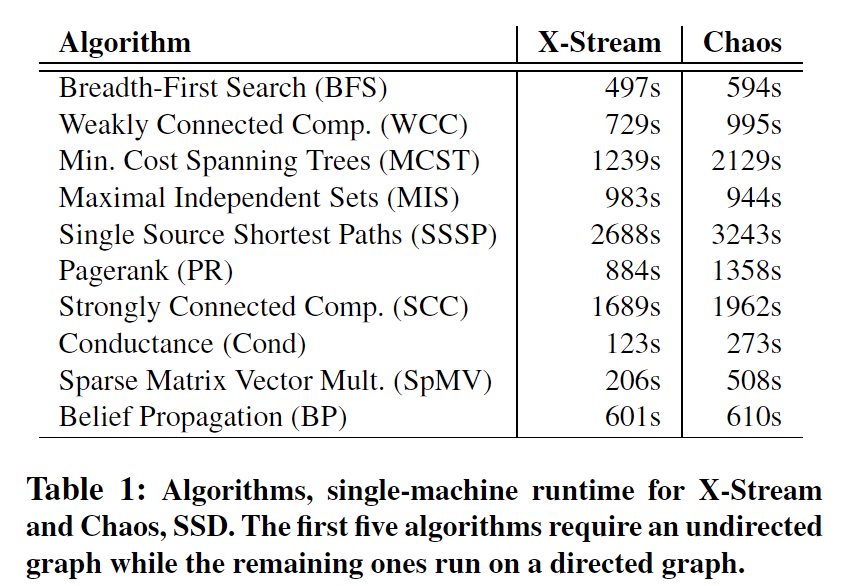 Algorithm X-Stream Chaos
Breadth-First Search (BFS) 497s 594s
Weakly Connected Comp. (WCC) 729s 995s
Min. Cost Spanning Trees (MCST) 1239s 2129s
Maximal Independent Sets (MIS) 983s 944s
Single Source Shortest Paths (SSSP) 2688s 3243s
Pagerank (PR) 884s 1358s
Strongly Connected Comp. (SCC) 1689s 1962s
Conductance (Cond) 123s 273s
Sparse Matrix Vector Mult. (SpMV) 206s 508s
Belief Propagation (BP) 601s 610s
Table 1: Algorithms, single-machine runtime for X-Stream
and Chaos, SSD. The first five algorithms require an undirected
graph while the remaining ones run on a directed graph.